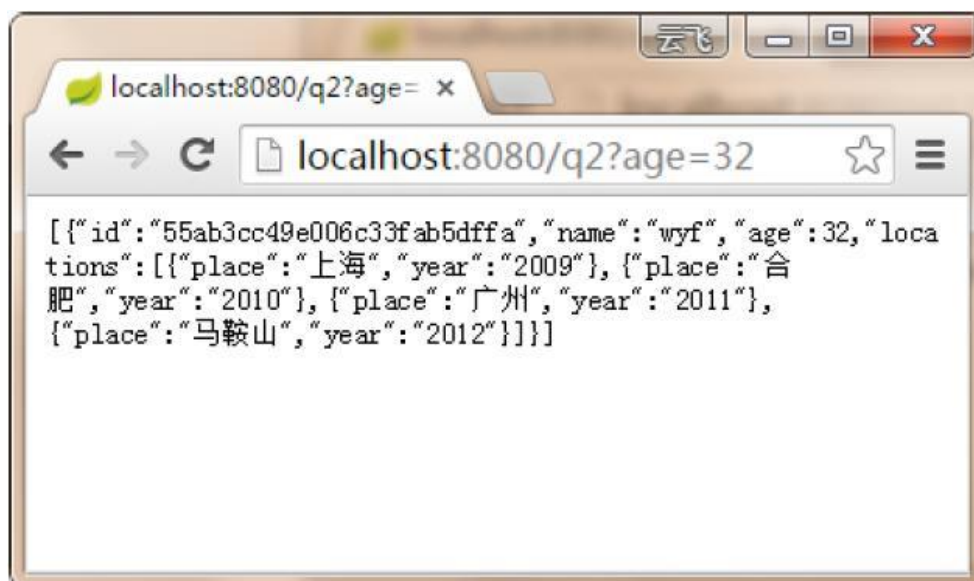 云飞
localhost:8080/q2?age=
localhost:8080/q2?age=32
[{"id":"55ab3cc49e006c33fab5dffa","name":"wyf","age":32,"loca
tions":[{"place":"上海","year":"2009"},{"place":"合
肥","year":"2010"},{"place":"广州","year":"2011"},
{"place":"马鞍山","year":"2012"}]}]